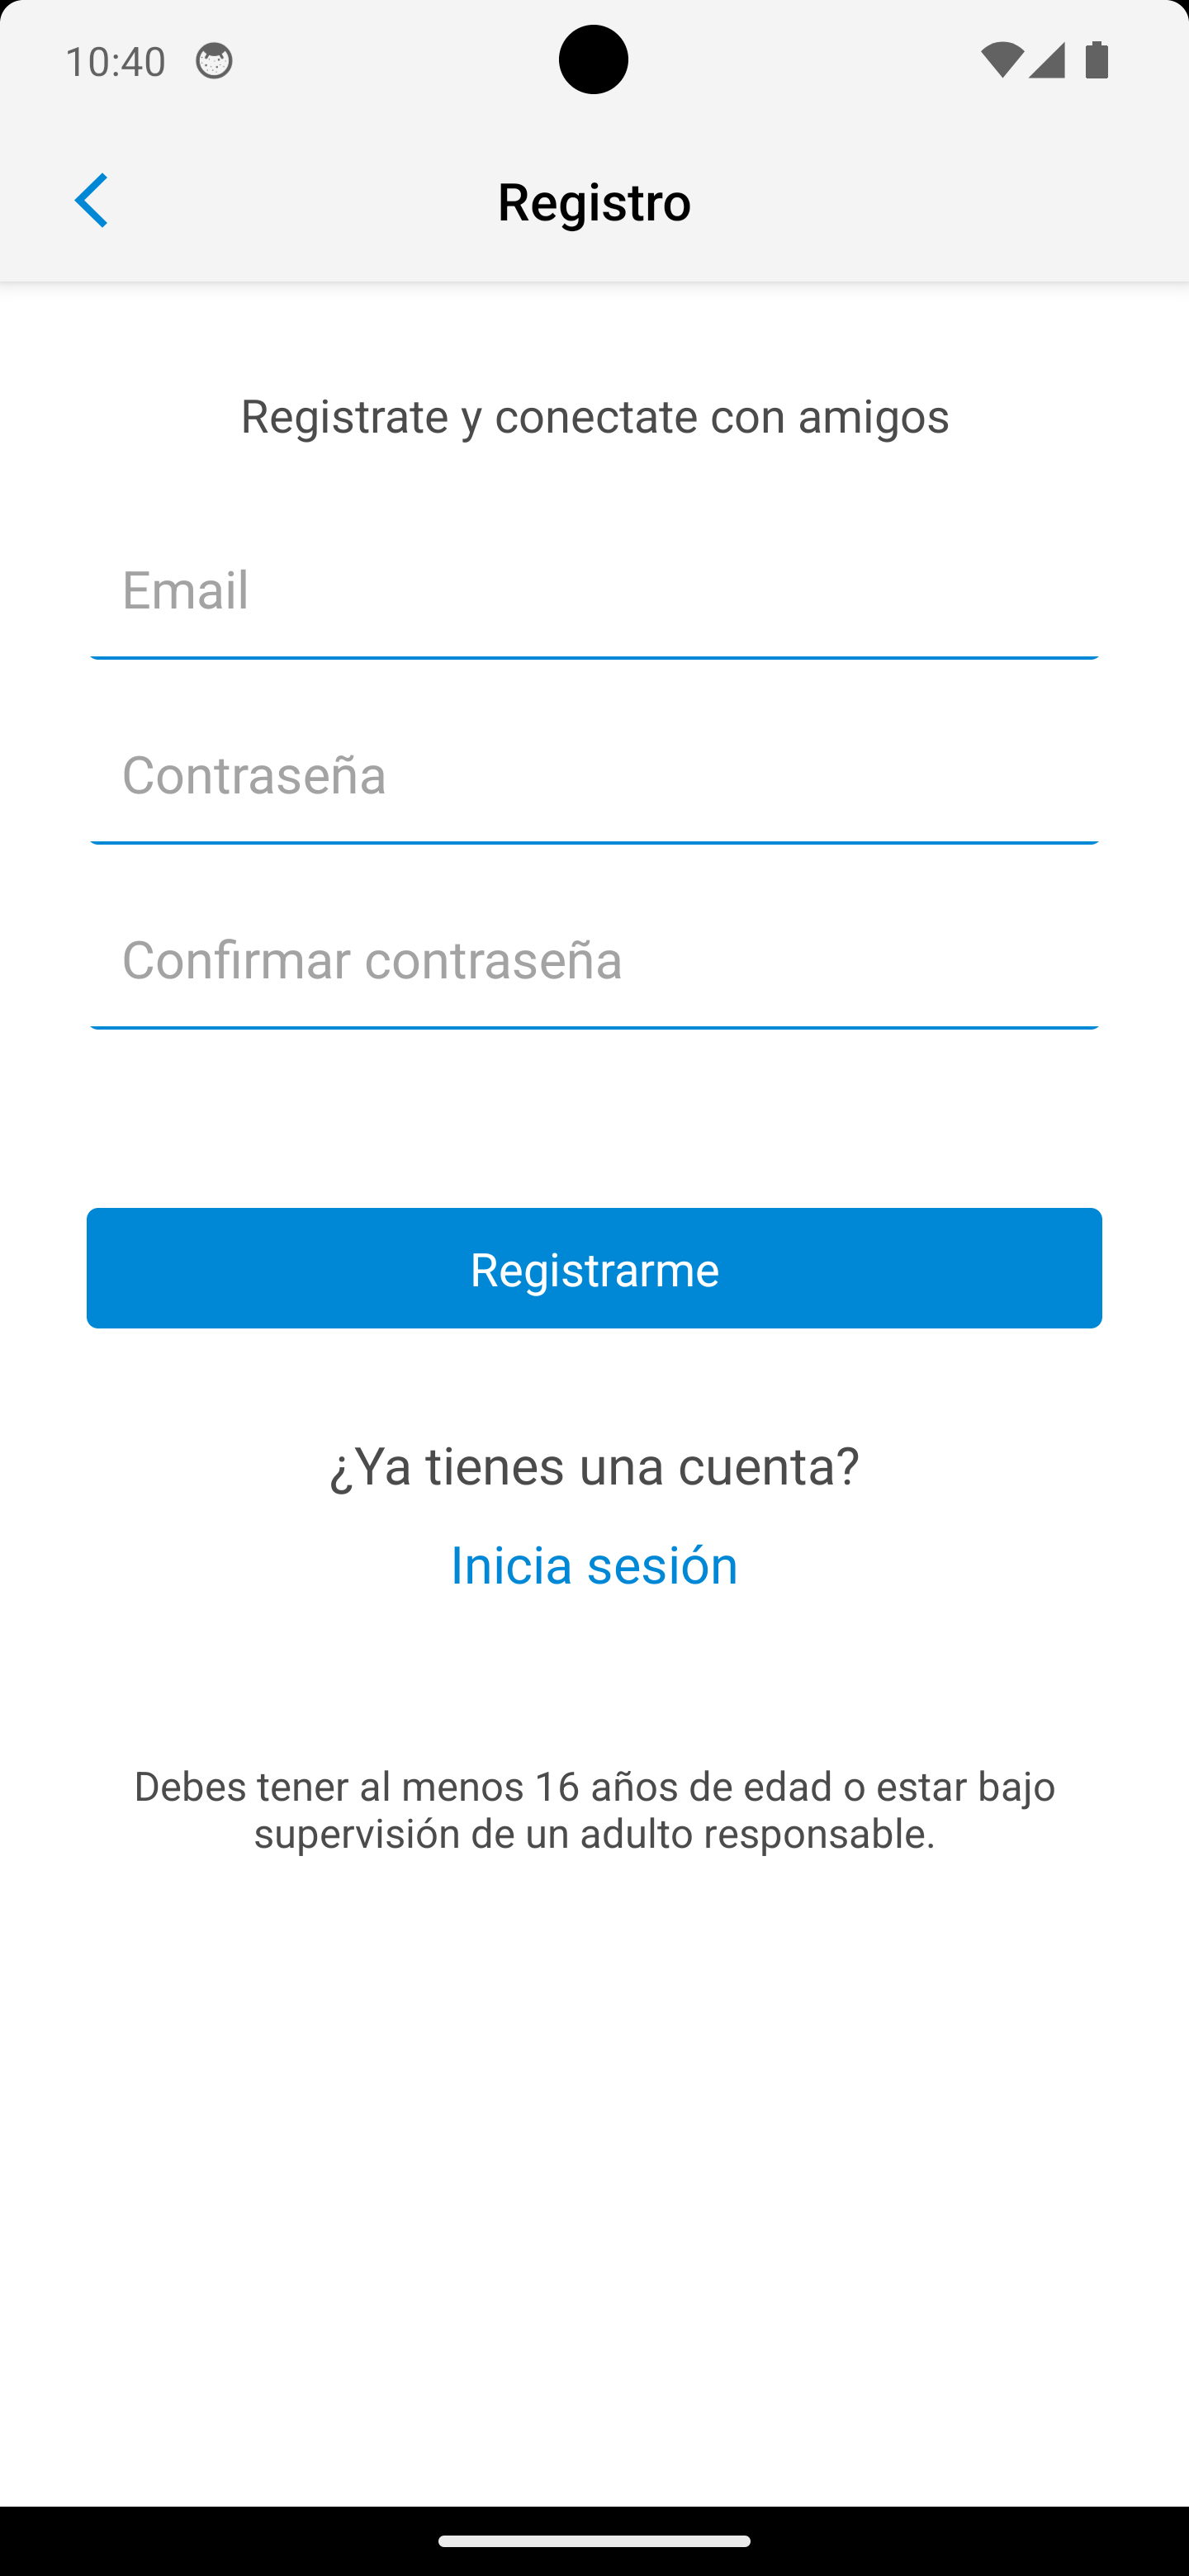 10:40
Registro
Registrate y conectate con amigos
Email
Contraseña
Confirmar contraseña
Registrarme
¿Ya tienes una cuenta?
Inicia sesión
Debes tener al menos 16 años de edad o estar bajo
supervisión de un adulto responsable.